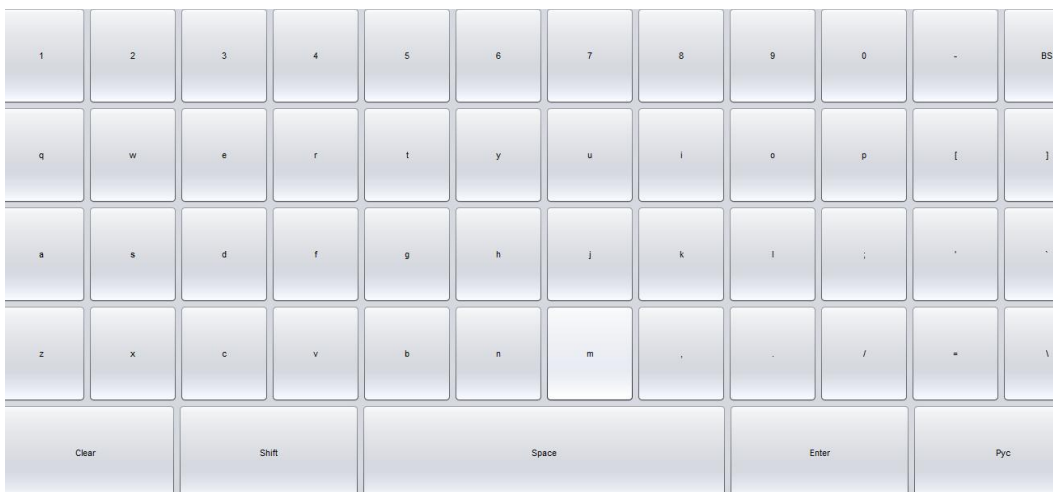 1 2 3 4 5 6 7 8 9 0 - BS
q w e r t y u i o p [ ]
a s d f g h j k l ; ' `
z x c v b n m , . / = \
Clear Shift Space Enter Рус